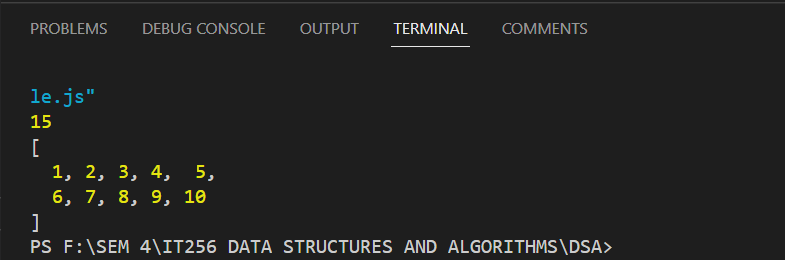 PROBLEMS DEBUG CONSOLE OUTPUT TERMINAL COMMENTS
le.js"
15
[
  1, 2, 3, 4,  5,
  6, 7, 8, 9, 10
]
PS F:\SEM 4\IT256 DATA STRUCTURES AND ALGORITHMS\DSA>